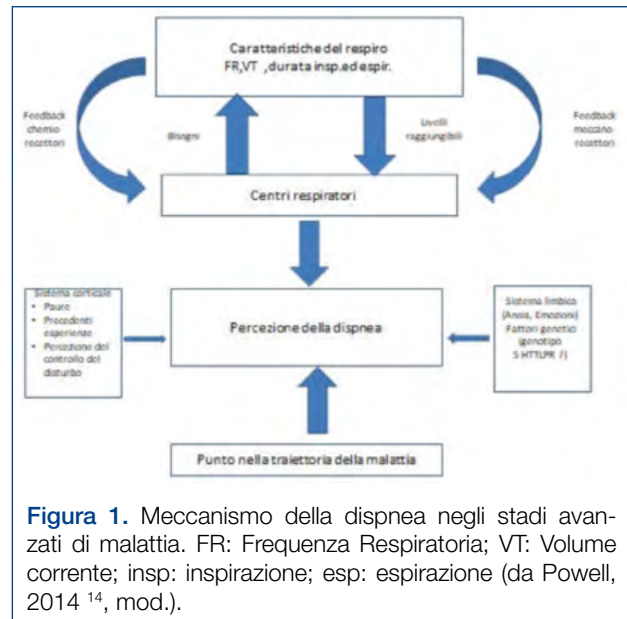 Caratteristiche del respiro
FR,VT ,durata insp.ed espir.
Feedback
chemio
recettori
Bisogni
Livelli
raggiungibili
Feedback
meccano
recettori
Centri respiratori
Sistema corticale
• Paure
• Precedenti
esperienze
• Percezione del
controllo del
disturbo
Percezione della dispnea
Sistema limbico
(Ansia, Emozioni)
Fattori genetici
(genotipo
5 HTTLPR
Punto nella traiettoria della malattia
Figura 1. Meccanismo della dispnea negli stadi avan-
zati di malattia. FR: Frequenza Respiratoria; VT: Volume
corrente; insp: inspirazione; esp: espirazione (da Powell,
2014 14, mod.).